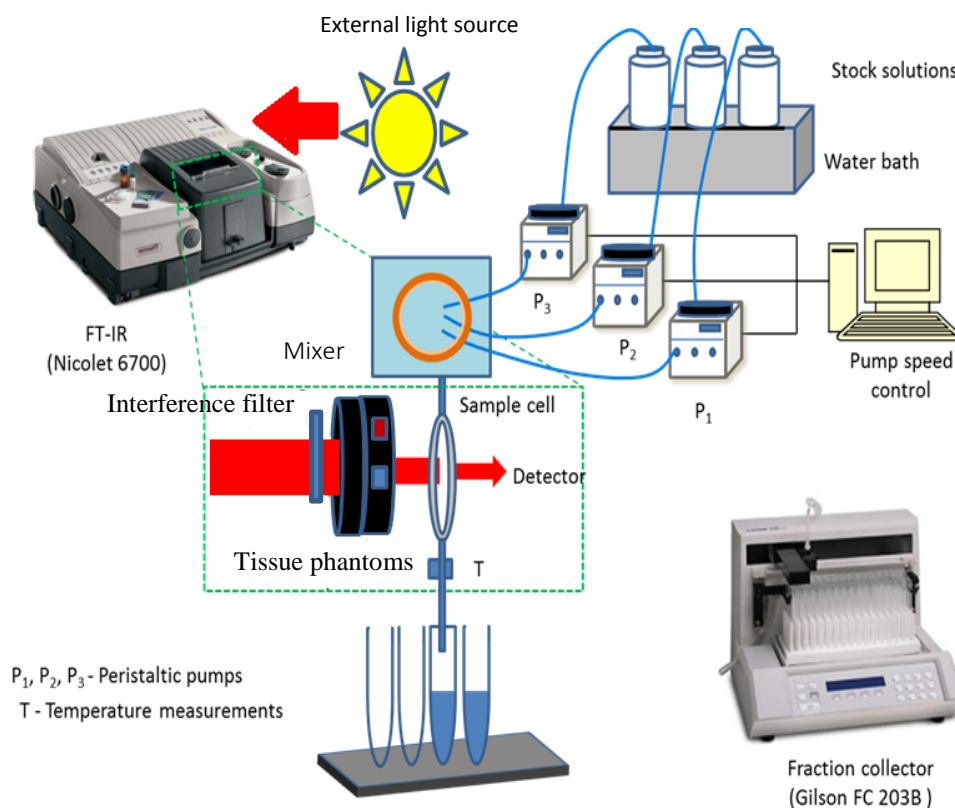 External light source
Stock solutions
Water bath
P3
P2
P1
Pump speed
control
FT-IR
(Nicolet 6700)
Mixer
Interference filter
Sample cell
Detector
Tissue phantoms
T
P1, P2, P3 - Peristaltic pumps
T - Temperature measurements
Fraction collector
(Gilson FC 203B )